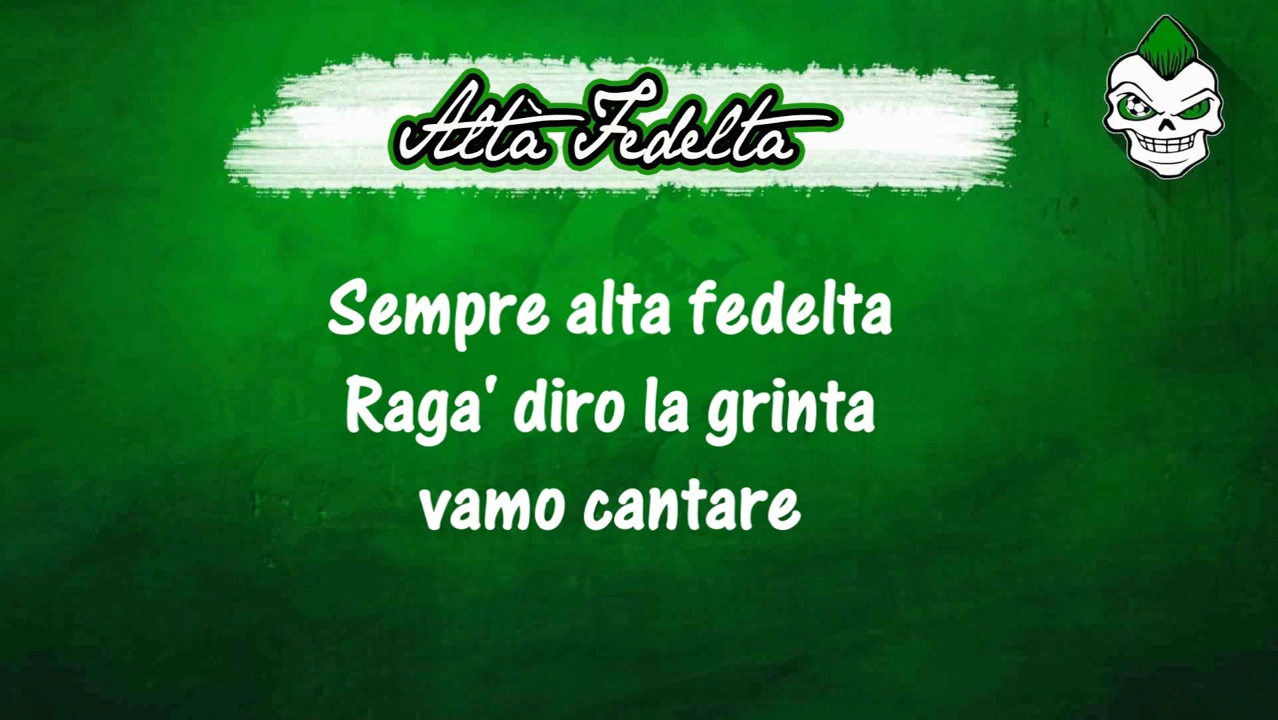 Altà Fedelta
Sempre alta fedelta
Raga' diro la grinta
vamo cantare